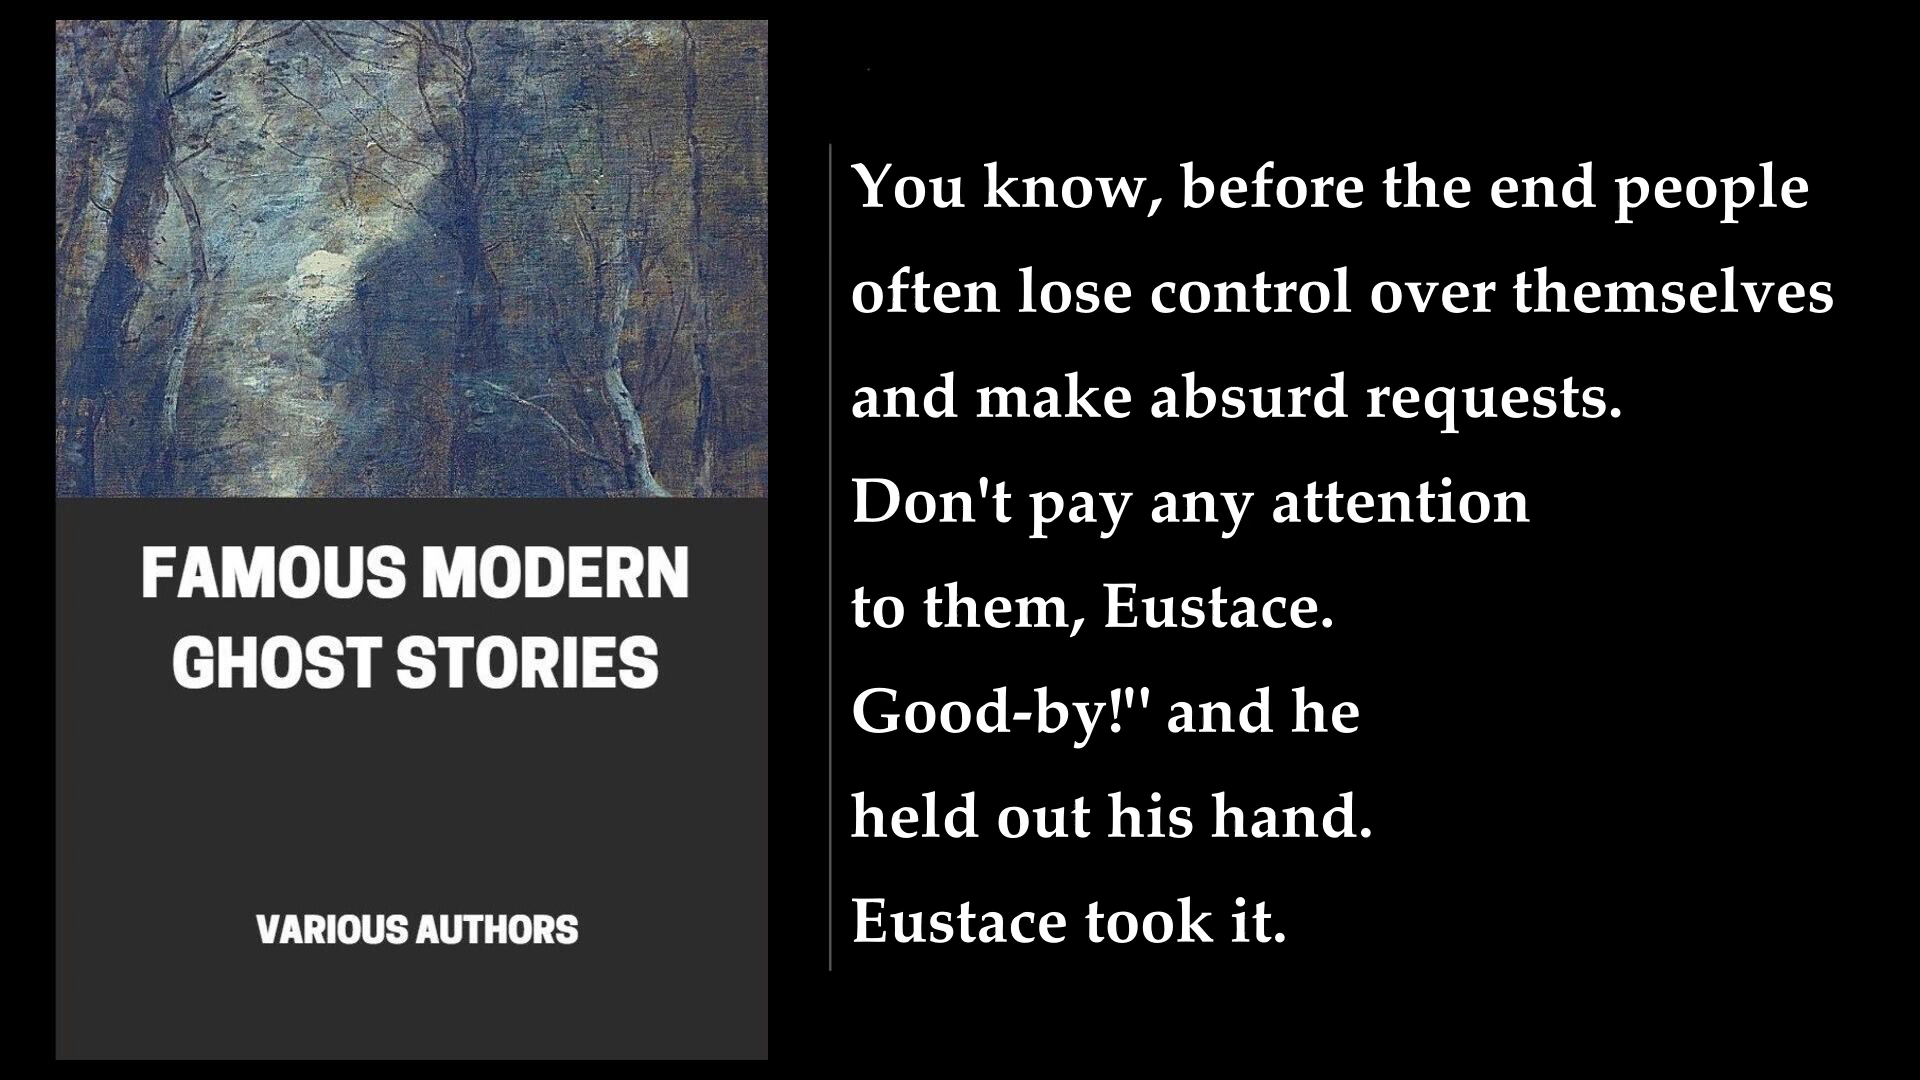 FAMOUS MODERN
GHOST STORIES
VARIOUS AUTHORS
You know, before the end people
often lose control over themselves
and make absurd requests.
Don't pay any attention
to them, Eustace.
Good-by!" and he
held out his hand.
Eustace took it.